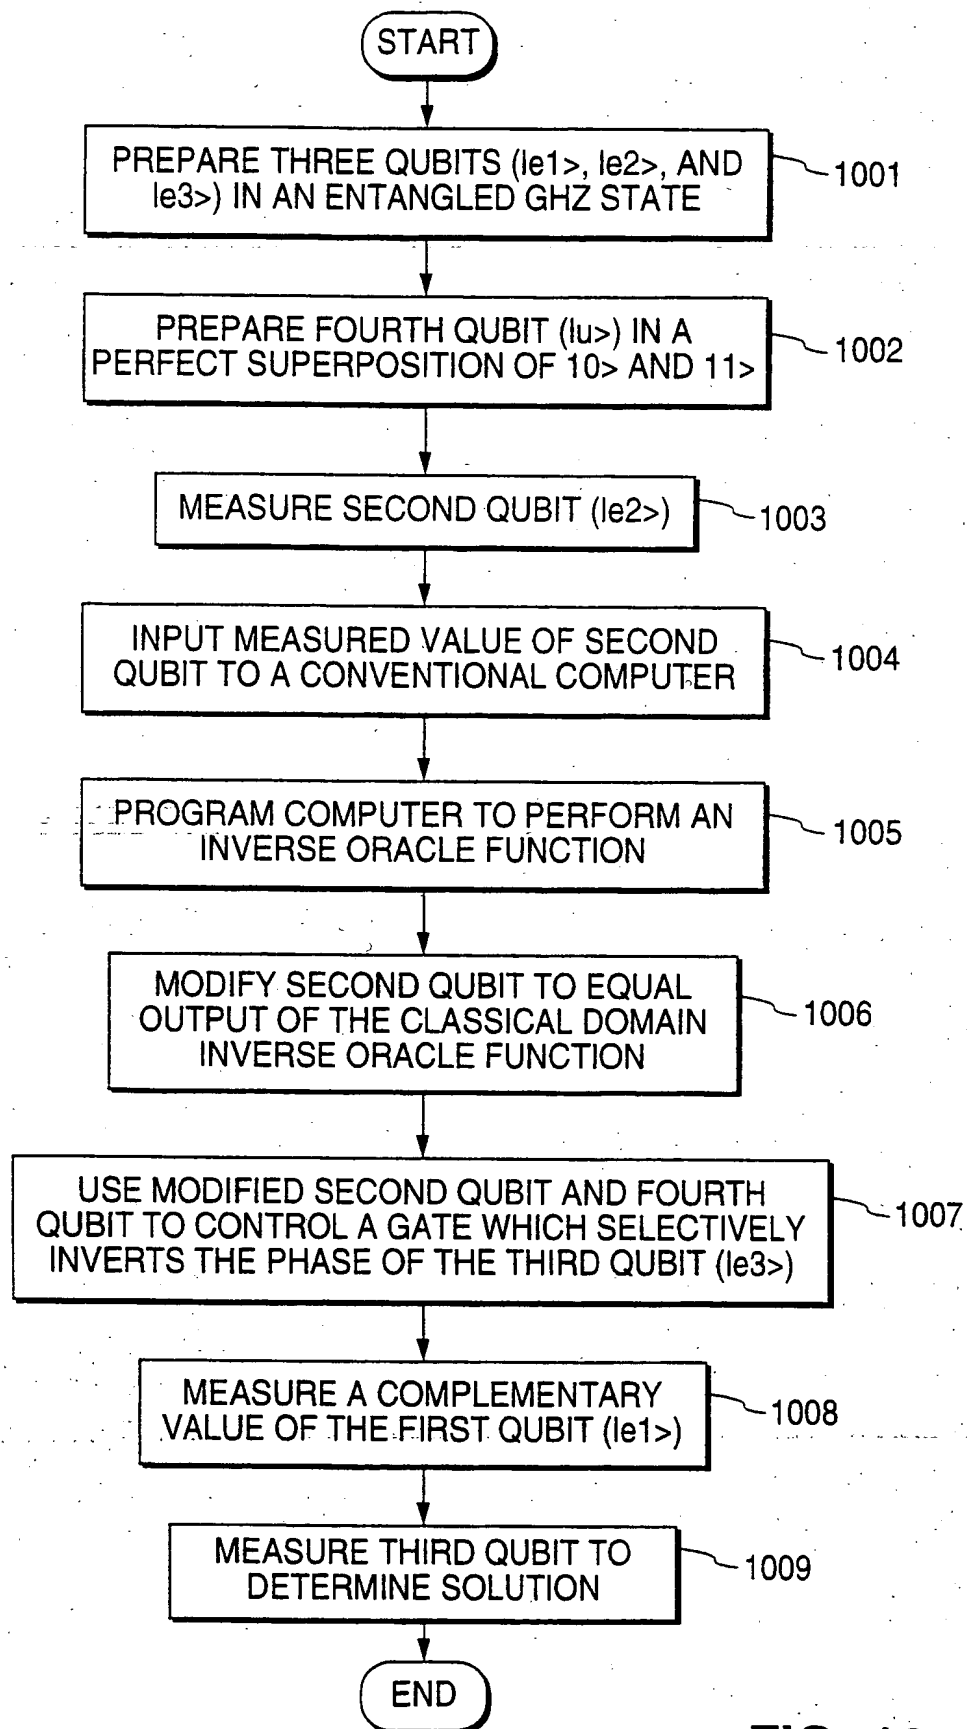 START
PREPARE THREE QUBITS (le1>, le2>, AND
le3>) IN AN ENTANGLED GHZ STATE
1001
PREPARE FOURTH QUBIT (lu>) IN A
PERFECT SUPERPOSITION OF 10> AND 11>
1002
MEASURE SECOND QUBIT (le2>)
1003
INPUT MEASURED VALUE OF SECOND
QUBIT TO A CONVENTIONAL COMPUTER
1004
PROGRAM COMPUTER TO PERFORM AN
INVERSE ORACLE FUNCTION
1005
MODIFY SECOND QUBIT TO EQUAL
OUTPUT OF THE CLASSICAL DOMAIN
INVERSE ORACLE FUNCTION
1006
USE MODIFIED SECOND QUBIT AND FOURTH
QUBIT TO CONTROL A GATE WHICH SELECTIVELY
INVERTS THE PHASE OF THE THIRD QUBIT (le3>)
1007
MEASURE A COMPLEMENTARY
VALUE OF THE FIRST QUBIT (le1>)
1008
MEASURE THIRD QUBIT TO
DETERMINE SOLUTION
1009
END